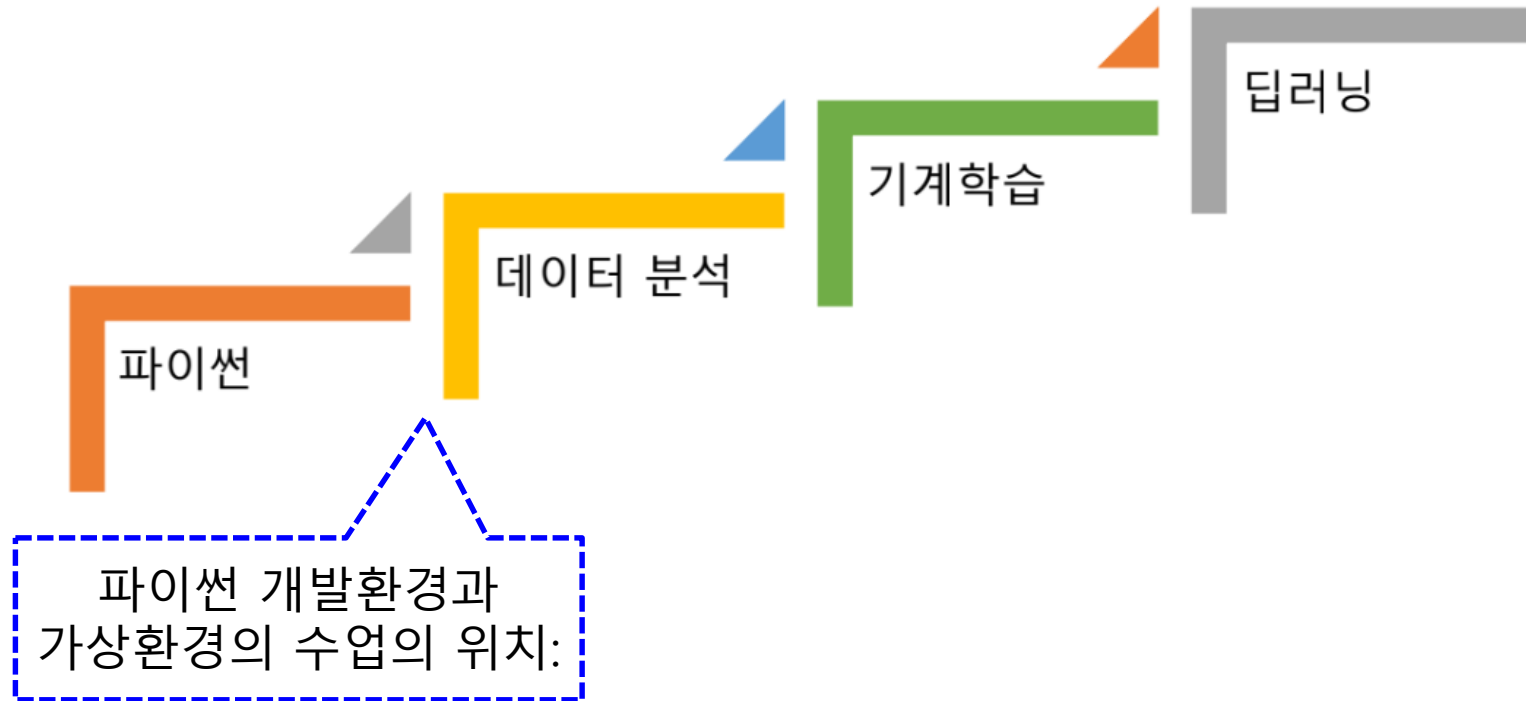 딥러닝
기계학습
데이터 분석
파이썬
파이썬 개발환경과
가상환경의 수업의 위치: